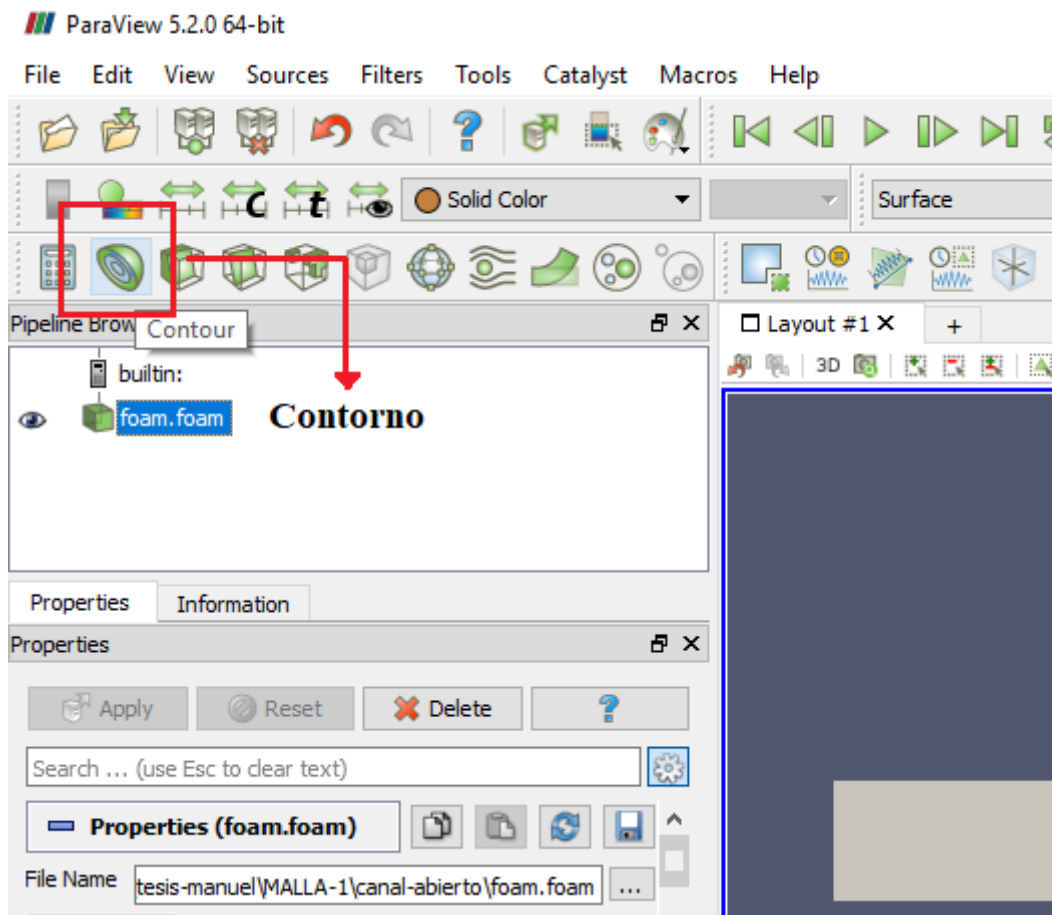 ParaView 5.2.0 64-bit
File Edit View Sources Filters Tools Catalyst Macros Help
C t Solid Color Surface
Contour
Pipeline Brow
Layout #1 +
builtin:
3D
foam.foam Contorno
Properties Information
Properties
Apply Reset Delete ?
Search ... (use Esc to clear text)
Properties (foam.foam)
File Name tesis-manuel\MALLA-1\canal-abierto\foam.foam ...